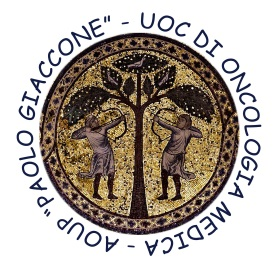 AOUP "PAOLO GIACCONE" - UOC DI ONCOLOGIA MEDICA -